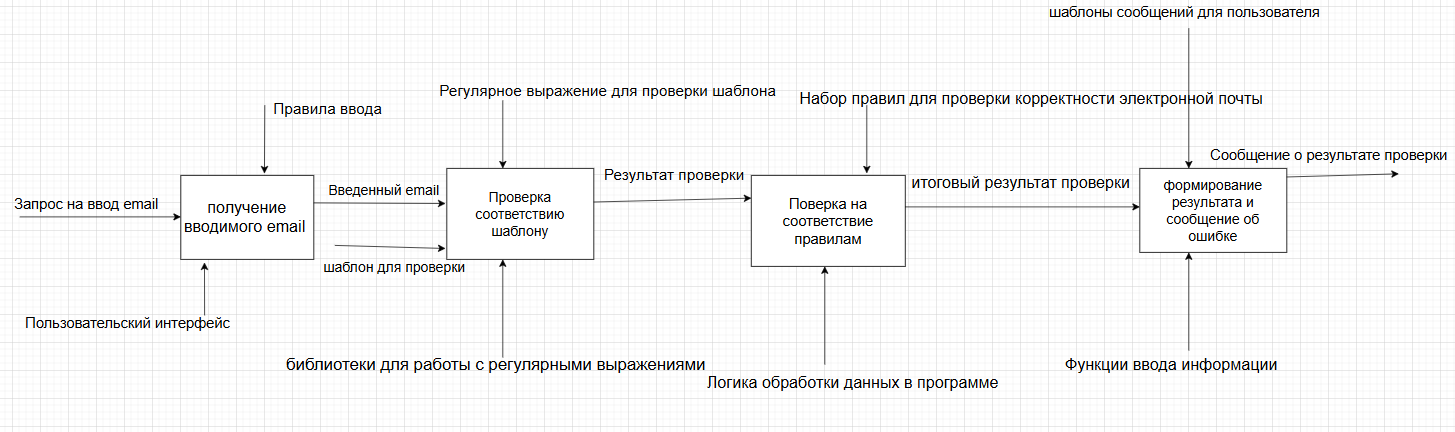 шаблоны сообщений для пользователя
Регулярное выражение для проверки шаблона
Набор правил для проверки корректности электронной почты
Правила ввода
Сообщение о результате проверки
Запрос на ввод email
получение
вводимого email
Введенный email
шаблон для проверки
Проверка
соответствию
шаблону
Результат проверки
Поверка на
соответствие
правилам
итоговый результат проверки
формирование
результата и
сообщение об
ошибке
Пользовательский интерфейс
библиотеки для работы с регулярными выражениями
Логика обработки данных в программе
Функции ввода информации